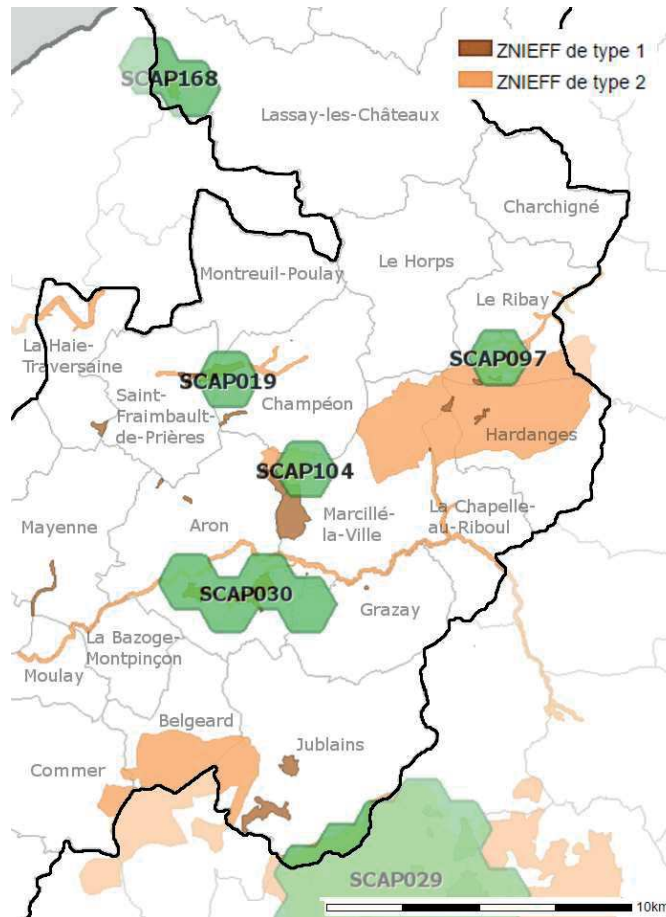 ZNIEFF de type 1
ZNIEFF de type 2
SCAP168
Lassay-les-Châteaux
Charchigné
Le Horps
Montreuil-Poulay
Le Ribay
La Haie-
Traversaine
SCAP097
SCAP019
Saint-
Fraimbault-
de-Prières
Champéon
Hardanges
SCAP104
Mayenne
Aron
Marcillé-
la-Ville
La Chapelle-
au-Riboul
SCAP030
Grazay
La Bazoge-
Montpinçon
Moulay
Belgeard
Jublains
Commer
SCAP029
10km